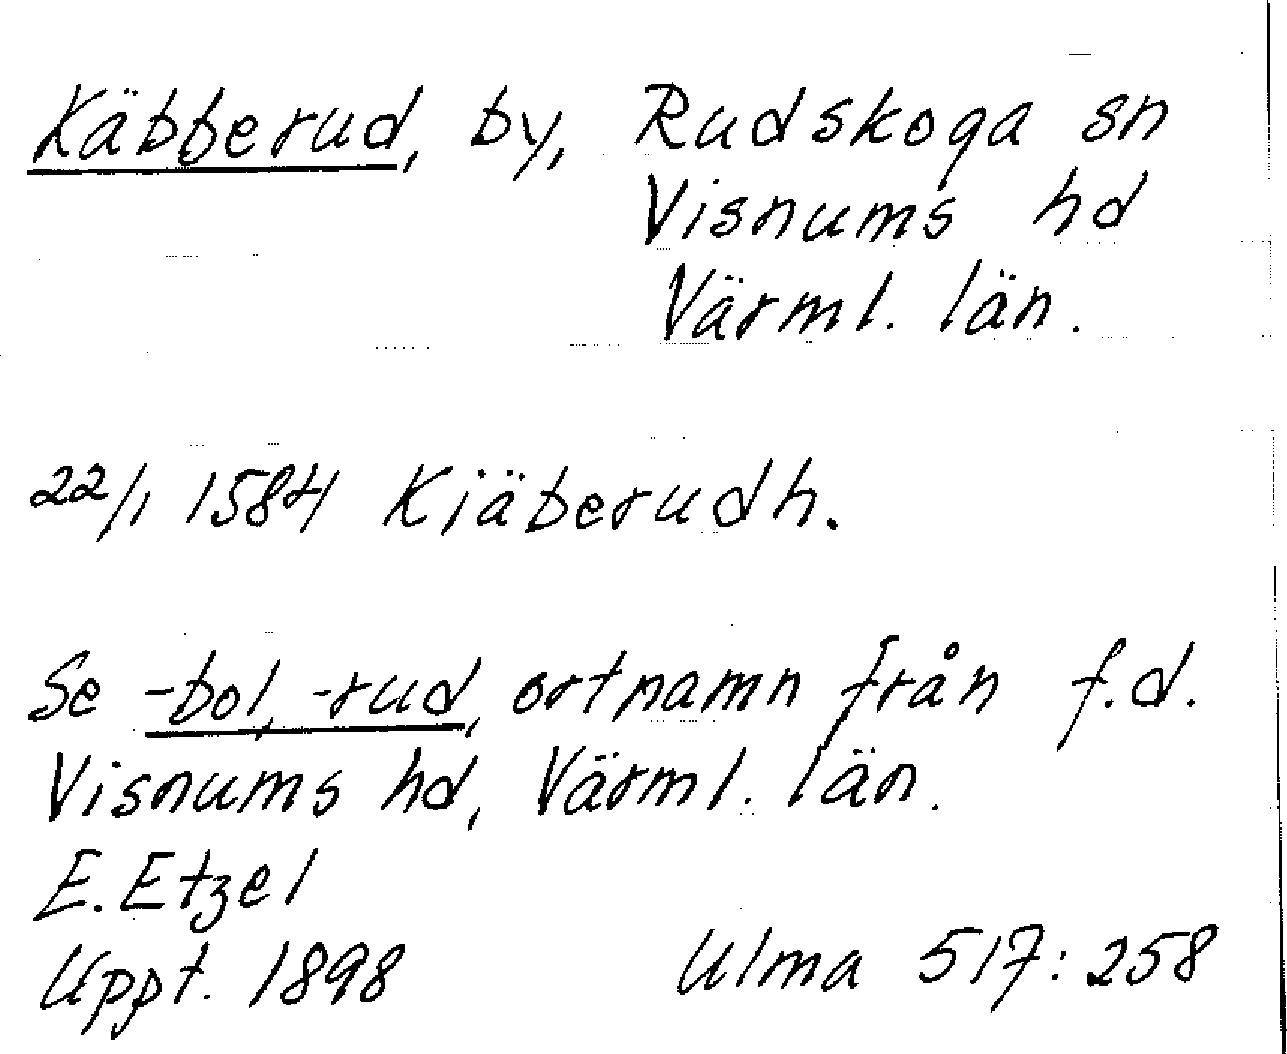 Käbberud, by, Rudskoga sn
Visnums hd
Värml. län.
22/1 1584 Kiäberudh.
Se -bol, -rud, ortnamn från f.d.
Visnums hd, Värml. län.
E. Etzel
Uppt. 1898 Ulma 517:258